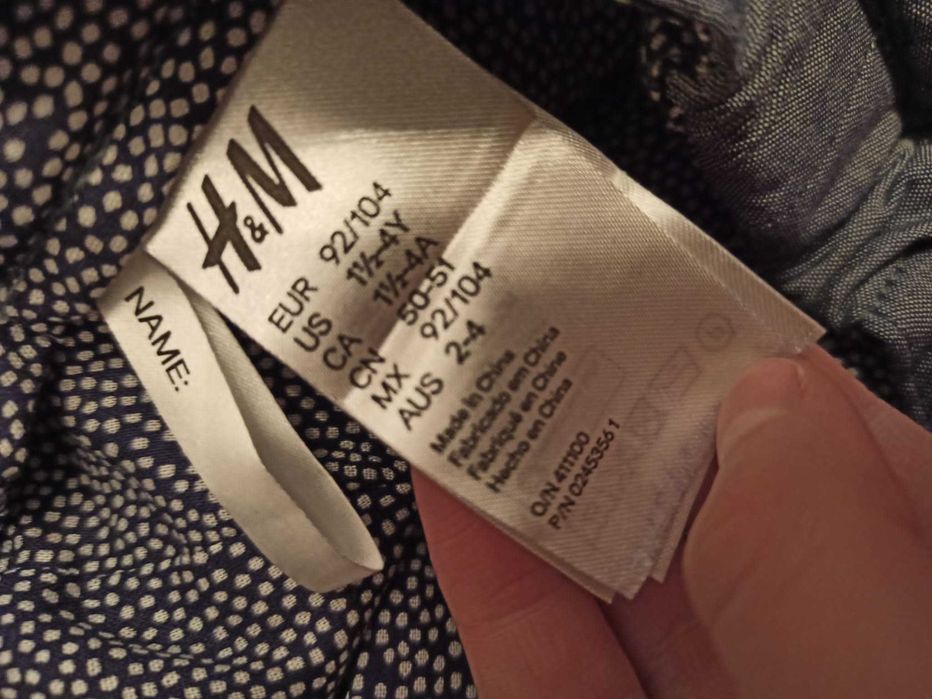 H&M
EUR 92/104
US 1½-4Y
CA 1½-4A
CN 50-51
MX 92/104
AUS 2-4
Made in China
Fabricado em China
Fabriqué en Chine
Hecho en China
Q/N 411100
P/N 02453561
NAME: